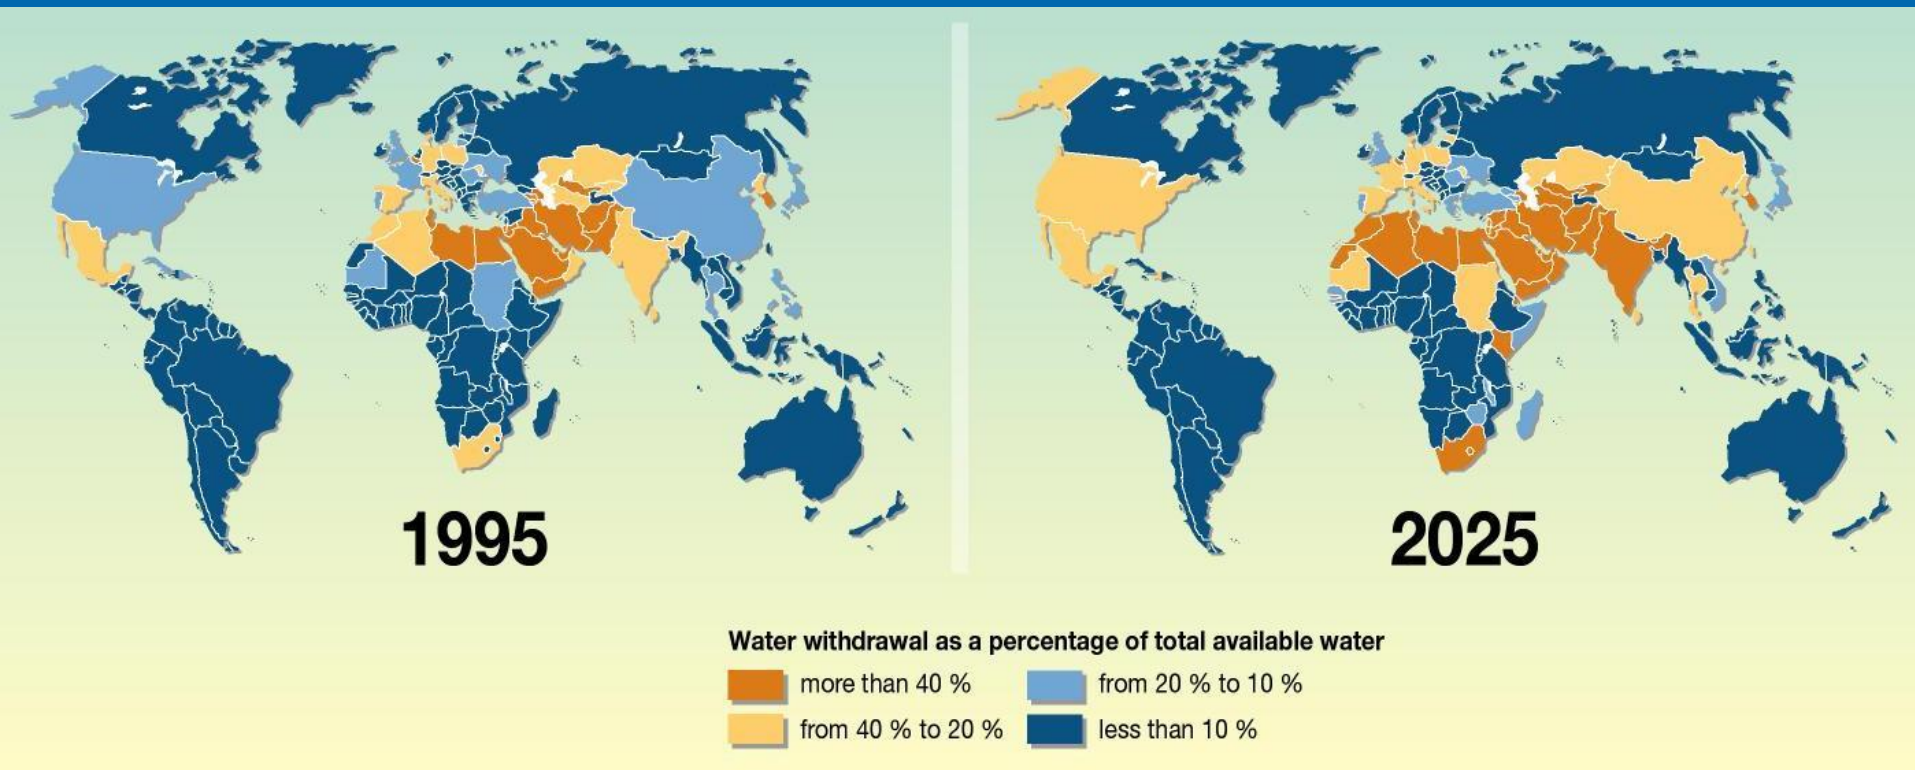 1995
2025
Water withdrawal as a percentage of total available water
more than 40 %
from 20 % to 10 %
from 40 % to 20 %
less than 10 %